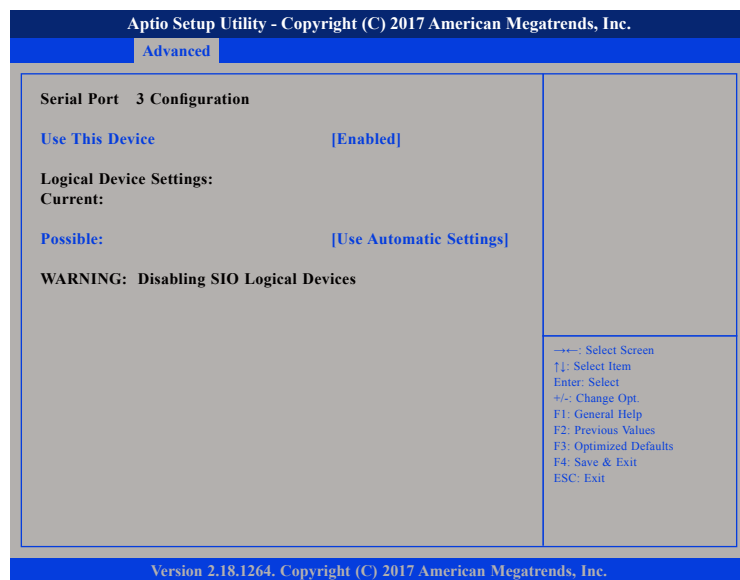 Aptio Setup Utility - Copyright (C) 2017 American Megatrends, Inc.
Advanced
Serial Port 3 Configuration
Use This Device [Enabled]
Logical Device Settings:
Current:
Possible: [Use Automatic Settings]
WARNING: Disabling SIO Logical Devices
→←: Select Screen
↑↓: Select Item
Enter: Select
+/-: Change Opt.
F1: General Help
F2: Previous Values
F3: Optimized Defaults
F4: Save & Exit
ESC: Exit
Version 2.18.1264. Copyright (C) 2017 American Megatrends, Inc.